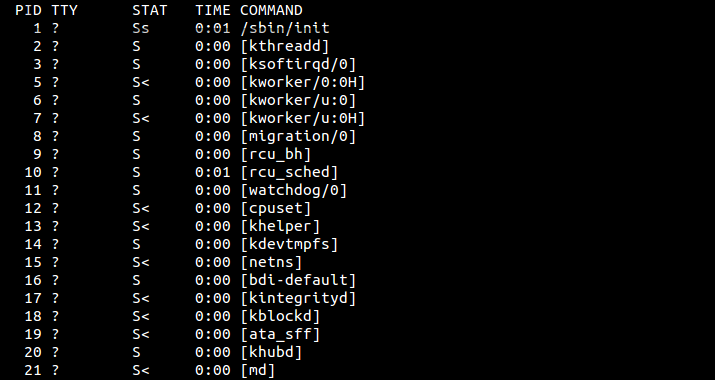 PID TTY STAT TIME COMMAND
1 ? Ss 0:01 /sbin/init
2 ? S 0:00 [kthreadd]
3 ? S 0:00 [ksoftirqd/0]
5 ? S< 0:00 [kworker/0:0H]
6 ? S 0:00 [kworker/u:0]
7 ? S< 0:00 [kworker/u:0H]
8 ? S 0:00 [migration/0]
9 ? S 0:00 [rcu_bh]
10 ? S 0:01 [rcu_sched]
11 ? S 0:00 [watchdog/0]
12 ? S< 0:00 [cpuset]
13 ? S< 0:00 [khelper]
14 ? S 0:00 [kdevtmpfs]
15 ? S< 0:00 [netns]
16 ? S 0:00 [bdi-default]
17 ? S< 0:00 [kintegrityd]
18 ? S< 0:00 [kblockd]
19 ? S< 0:00 [ata_sff]
20 ? S 0:00 [khubd]
21 ? S< 0:00 [md]